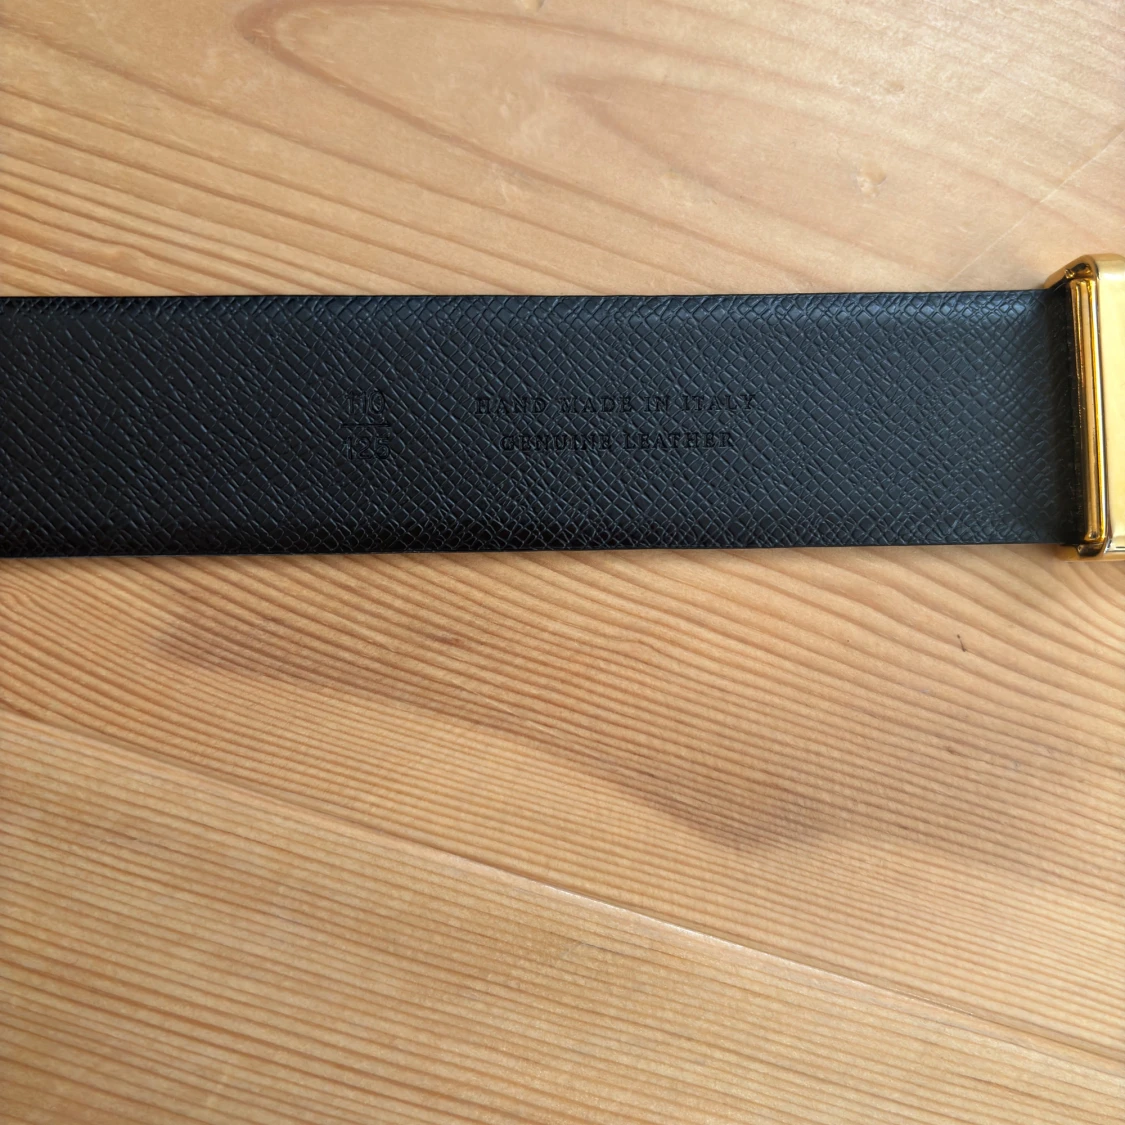 110
125
HAND MADE IN ITALY
GENUINE LEATHER